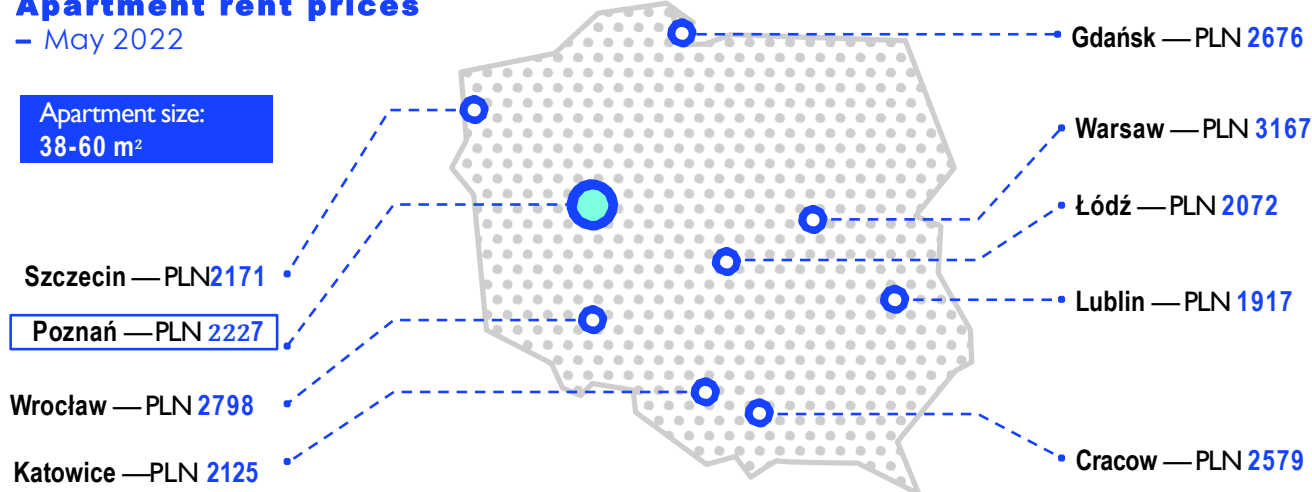 Apartment rent prices
– May 2022
Apartment size:
38-60 m²
Szczecin — PLN2171
Poznań — PLN 2227
Wrocław — PLN 2798
Katowice —PLN 2125
Gdańsk — PLN 2676
Warsaw — PLN 3167
Łódź — PLN 2072
Lublin — PLN 1917
Cracow — PLN 2579